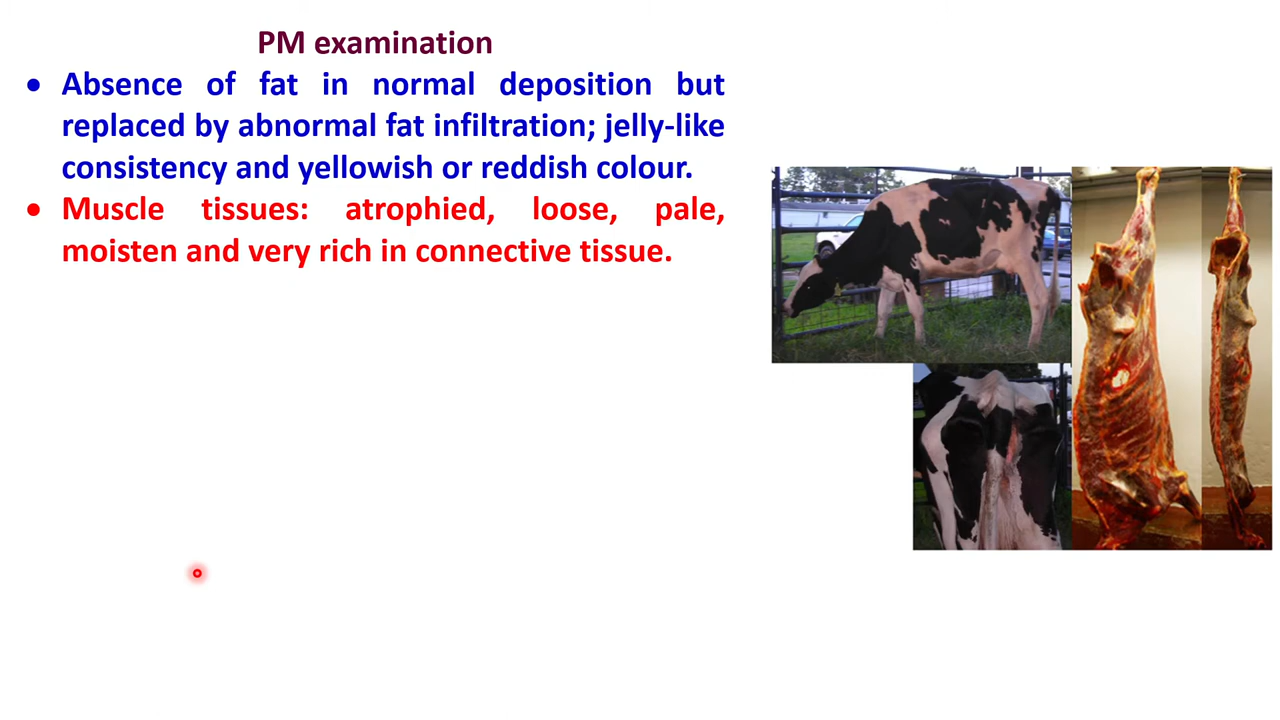 PM examination
• Absence of fat in normal deposition but
replaced by abnormal fat infiltration; jelly-like
consistency and yellowish or reddish colour.
• Muscle tissues: atrophied, loose, pale,
moisten and very rich in connective tissue.